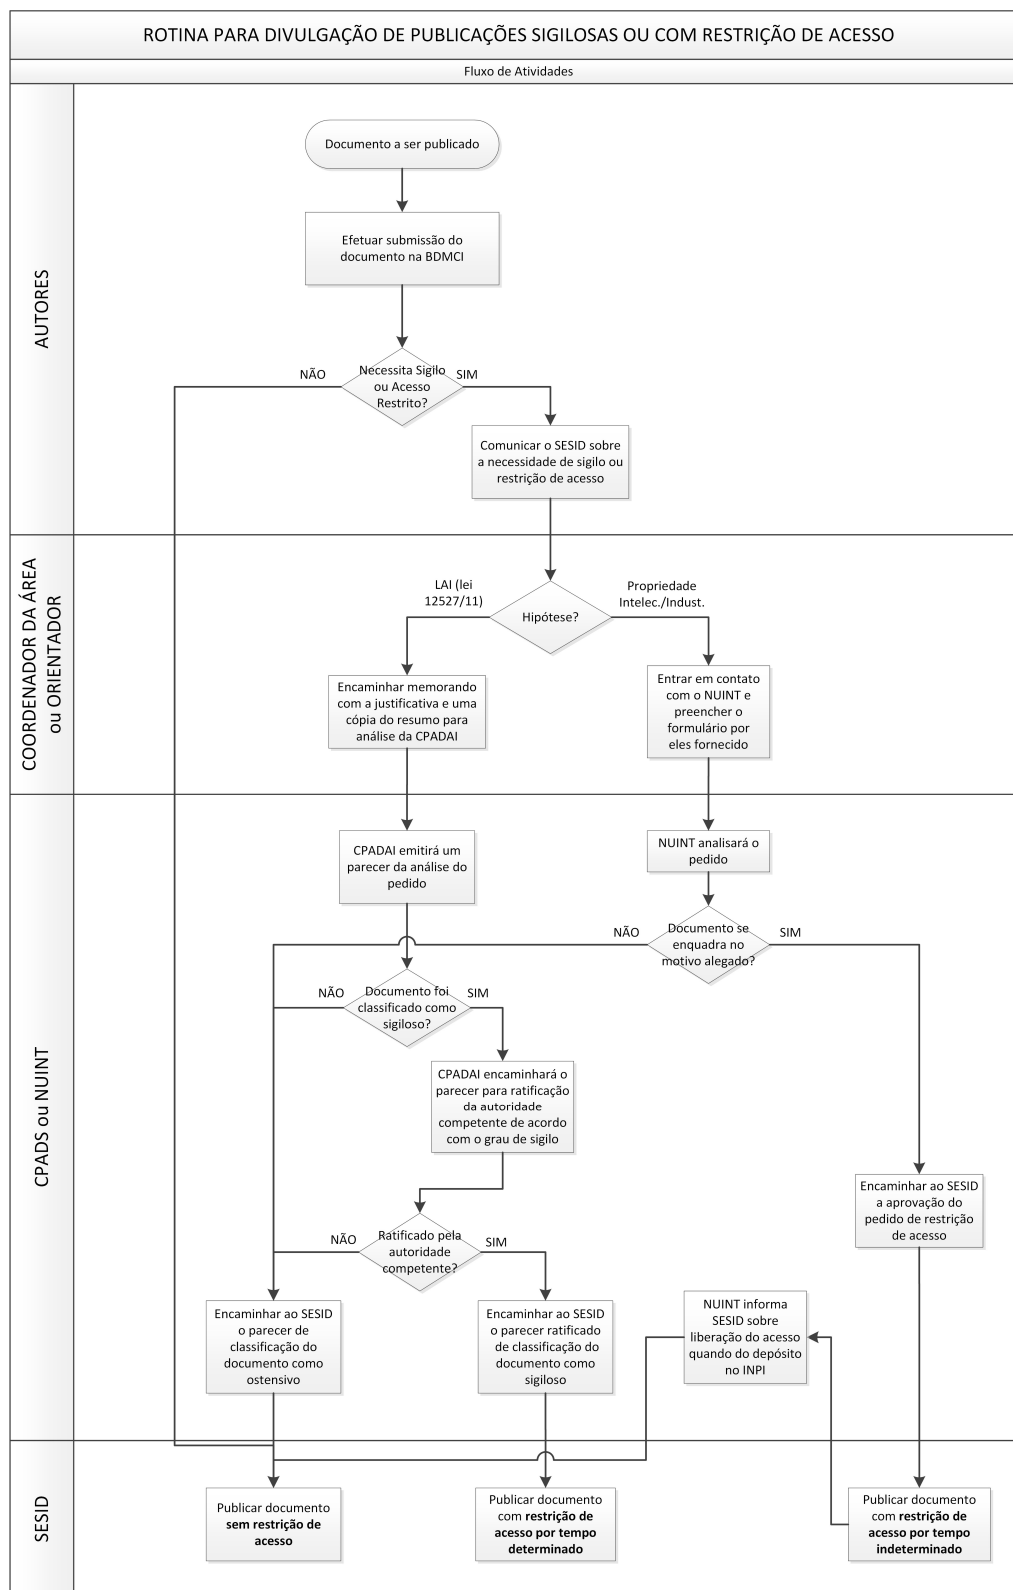 ROTINA PARA DIVULGAÇÃO DE PUBLICAÇÕES SIGILOSAS OU COM RESTRIÇÃO DE ACESSO
Fluxo de Atividades
AUTORES
Documento a ser publicado
Efetuar submissão do
documento na BDMCI
Necessita Sigilo
ou Acesso
Restrito?
NÃO
SIM
Comunicar o SESID sobre
a necessidade de sigilo ou
restrição de acesso
COORDENADOR DA ÁREA
ou ORIENTADOR
LAI (lei
12527/11)
Hipótese?
Propriedade
Intelec./Indust.
Encaminhar memorando
com a justificativa e uma
cópia do resumo para
análise da CPADAI
Entrar em contato
com o NUINT e
preencher o
formulário por
eles fornecido
CPADS ou NUINT
CPADAI emitirá um
parecer da análise do
pedido
NUINT analisará o
pedido
NÃO
Documento se
enquadra no
motivo alegado?
SIM
NÃO
Documento foi
classificado como
sigiloso?
SIM
CPADAI encaminhará o
parecer para ratificação
da autoridade
competente de acordo
com o grau de sigilo
Encaminhar ao SESID
a aprovação do
pedido de restrição
de acesso
NÃO
Ratificado pela
autoridade
competente?
SIM
Encaminhar ao SESID
o parecer de
classificação do
documento como
ostensivo
Encaminhar ao SESID
o parecer ratificado
de classificação do
documento como
sigiloso
NUINT informa
SESID sobre
liberação do acesso
quando do depósito
no INPI
SESID
Publicar documento
sem restrição de
acesso
Publicar documento
com restrição de
acesso por tempo
determinado
Publicar documento
com restrição de
acesso por tempo
indeterminado